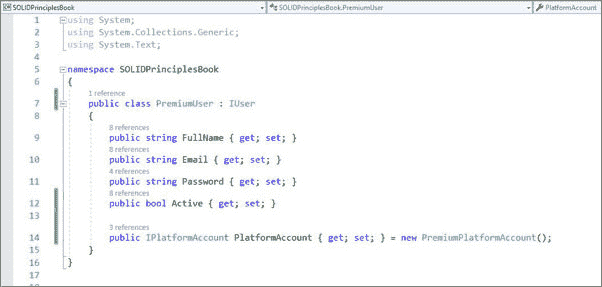 SOLIDPrinciplesBook SOLIDPrinciplesBook.PremiumUser PlatformAccount
1 using System;
2 using System.Collections.Generic;
3 using System.Text;
4
5 namespace SOLIDPrinciplesBook
6 {
1 reference
7 public class PremiumUser : IUser
8 {
8 references
9 public string FullName { get; set; }
8 references
10 public string Email { get; set; }
4 references
11 public string Password { get; set; }
8 references
12 public bool Active { get; set; }
13
3 references
14 public IPlatformAccount PlatformAccount { get; set; } = new PremiumPlatformAccount();
15 }
16 }
17
18